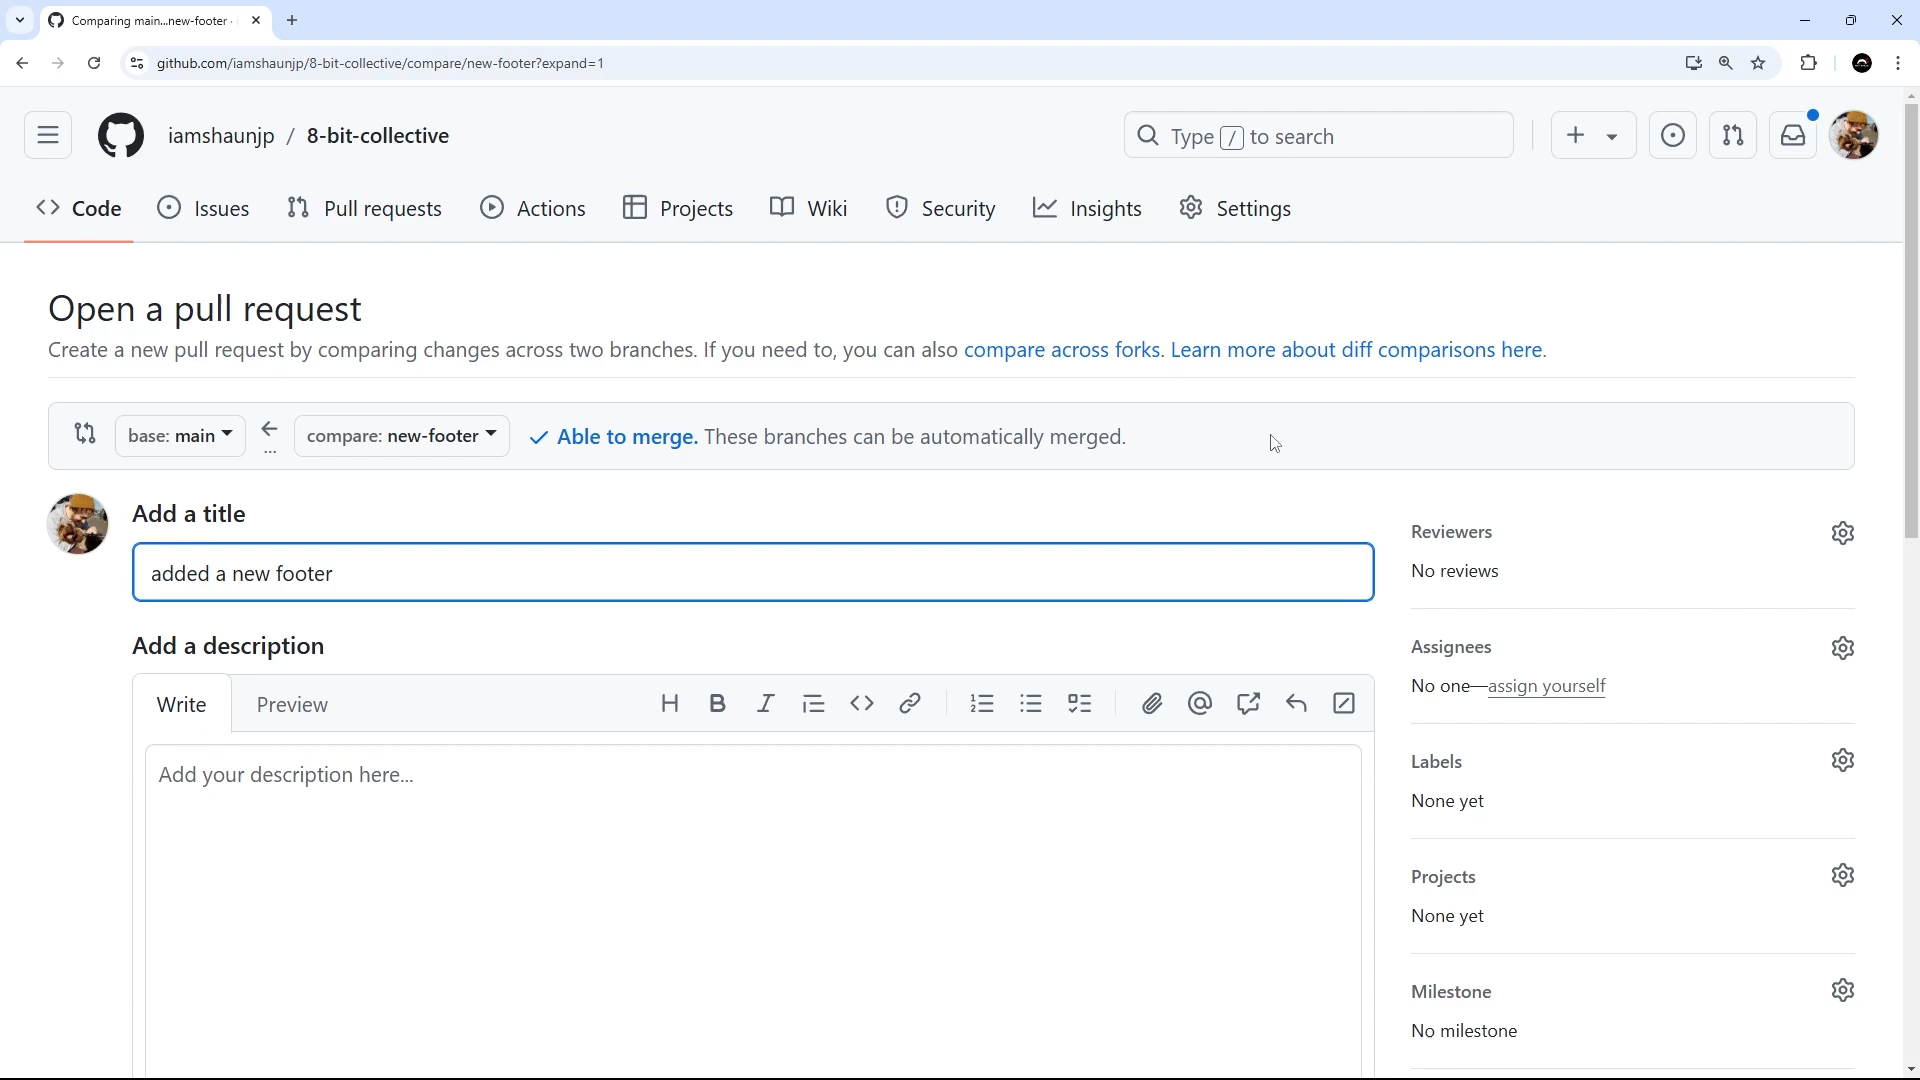 Comparing main...new-footer ·
github.com/iamshaunjp/8-bit-collective/compare/new-footer?expand=1
iamshaunjp / 8-bit-collective
Type / to search
Code Issues Pull requests Actions Projects Wiki Security Insights Settings
Open a pull request
Create a new pull request by comparing changes across two branches. If you need to, you can also compare across forks. Learn more about diff comparisons here.
base: main ... compare: new-footer Able to merge. These branches can be automatically merged.
Add a title
added a new footer
Add a description
Write Preview
Add your description here...
Reviewers
No reviews
Assignees
No one—assign yourself
Labels
None yet
Projects
None yet
Milestone
No milestone